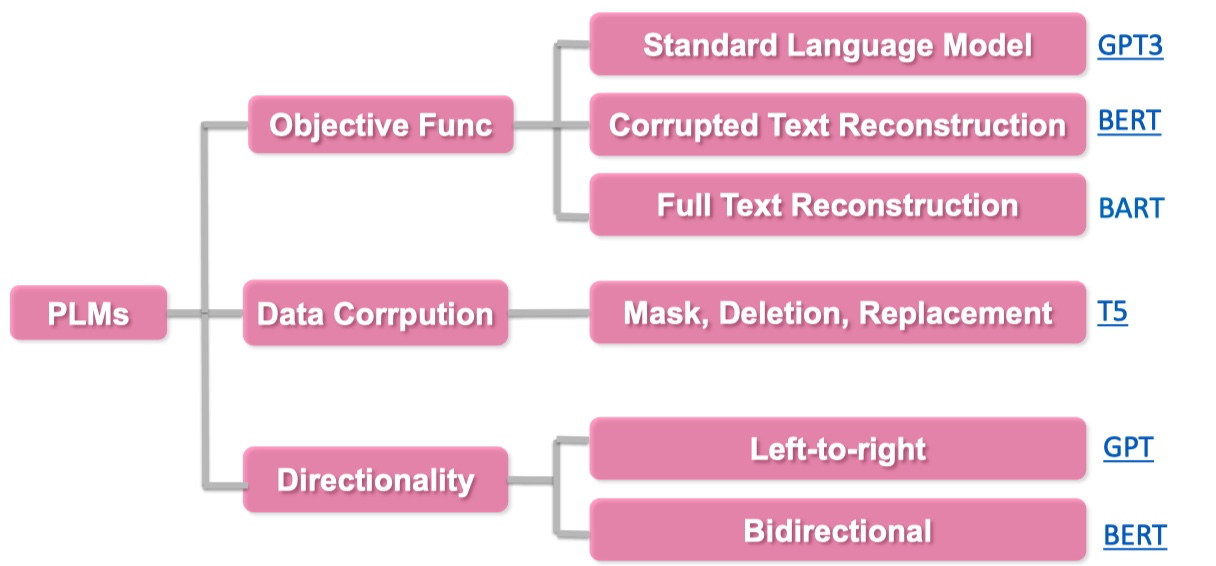 Standard Language Model GPT3
Objective Func
Corrupted Text Reconstruction BERT
Full Text Reconstruction BART
PLMs
Data Corrpution
Mask, Deletion, Replacement T5
Left-to-right GPT
Directionality
Bidirectional BERT